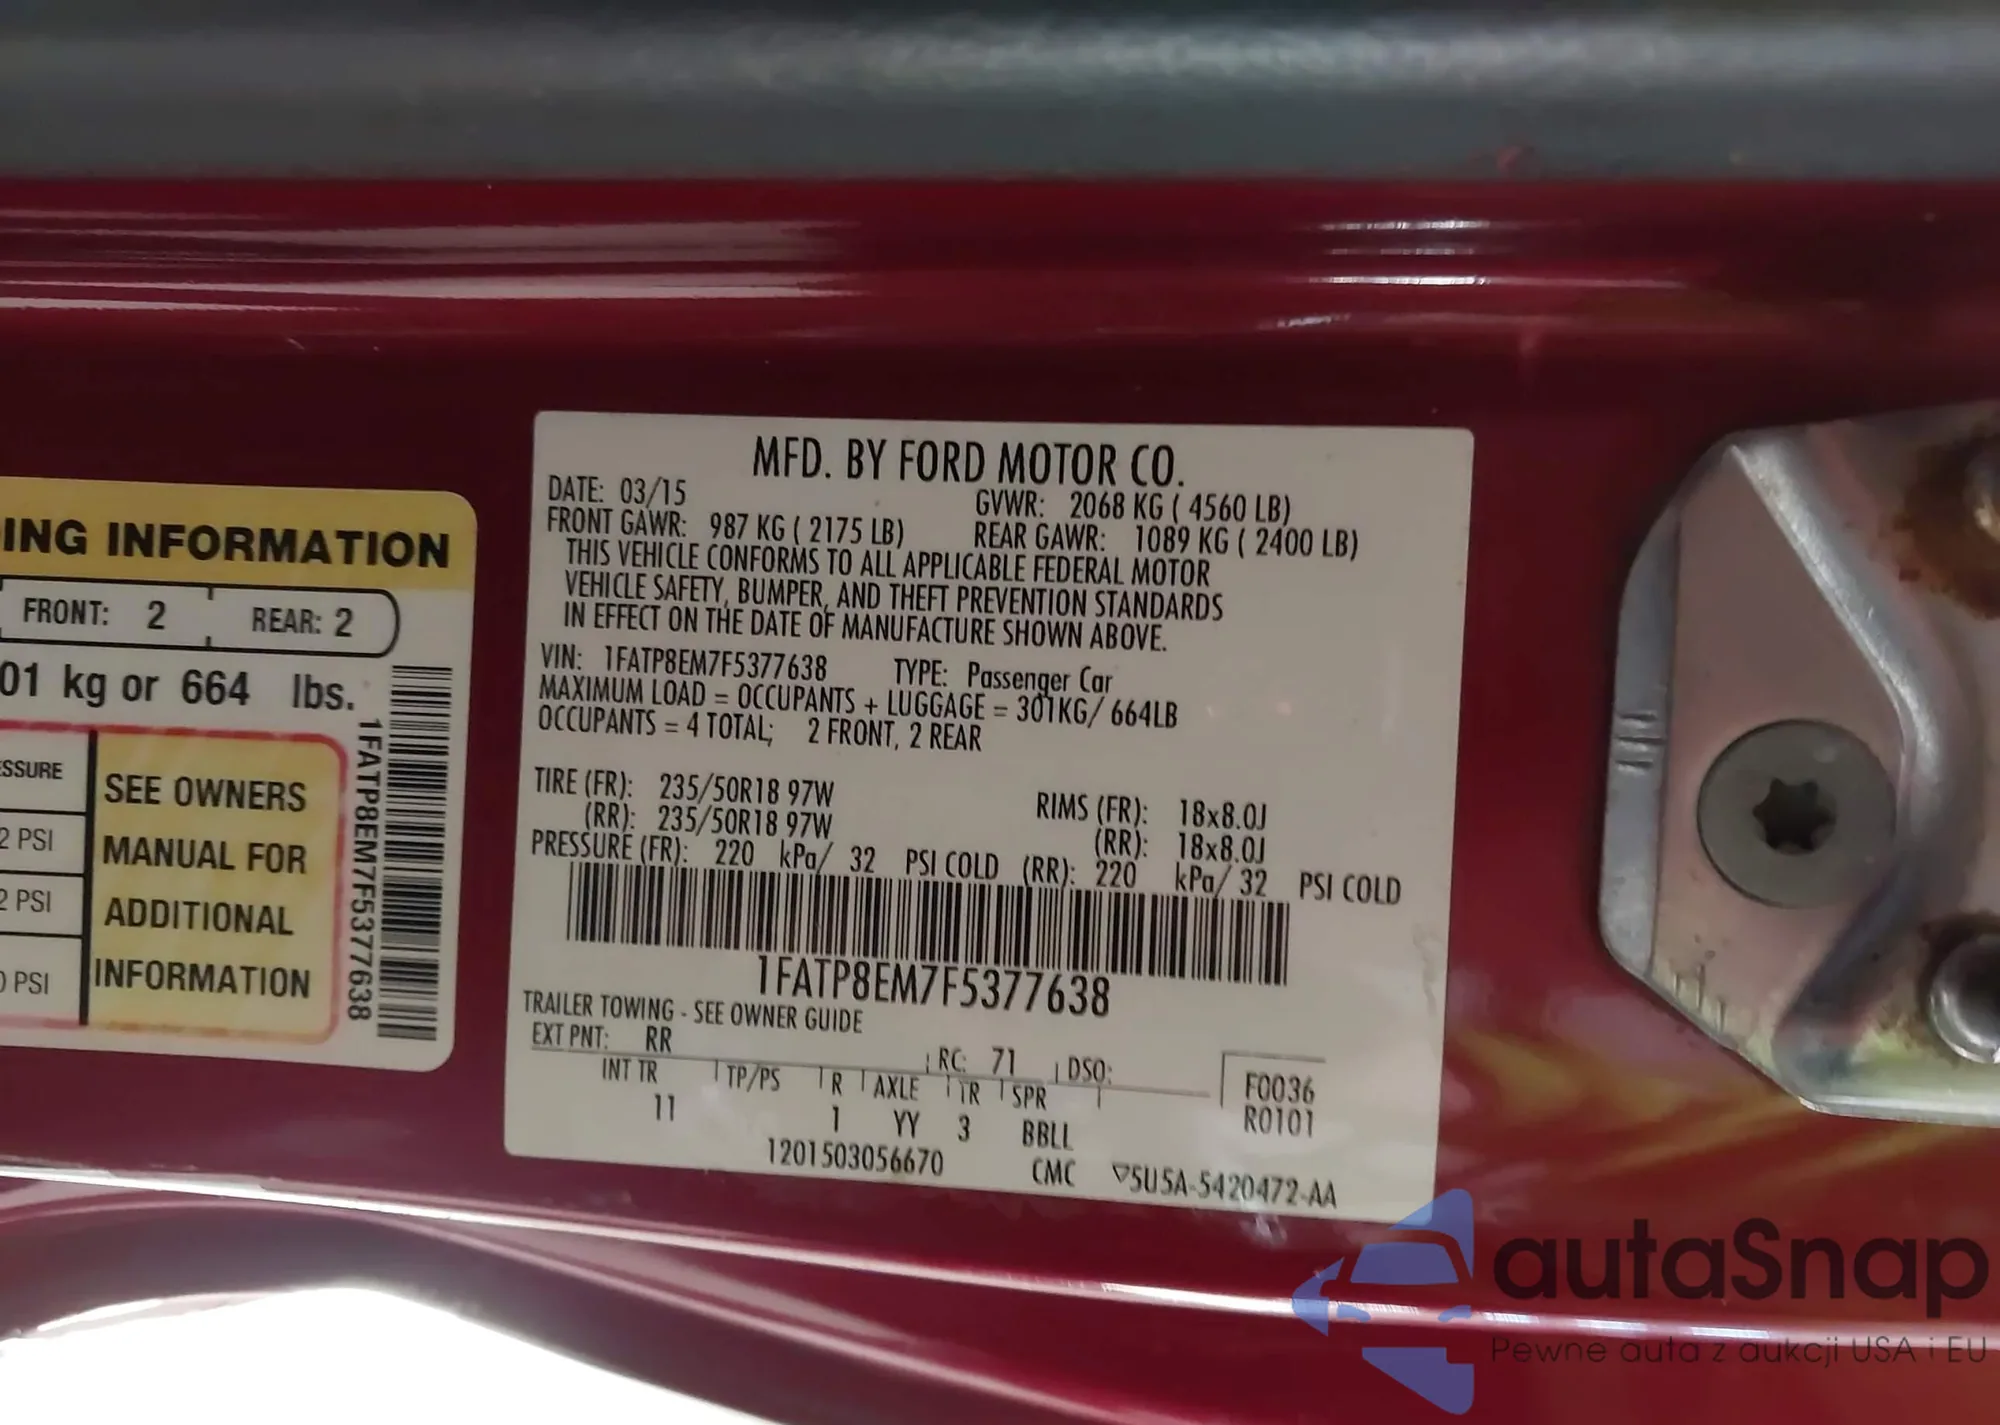 ING INFORMATION
FRONT: 2 REAR: 2
01 kg or 664 lbs.
SSURE
2 PSI
2 PSI
0 PSI
SEE OWNERS
MANUAL FOR
ADDITIONAL
INFORMATION
1FATP8EM7F5377638
MFD. BY FORD MOTOR CO.
DATE: 03/15 GVWR: 2068 KG ( 4560 LB)
FRONT GAWR: 987 KG ( 2175 LB) REAR GAWR: 1089 KG ( 2400 LB)
THIS VEHICLE CONFORMS TO ALL APPLICABLE FEDERAL MOTOR
VEHICLE SAFETY, BUMPER, AND THEFT PREVENTION STANDARDS
IN EFFECT ON THE DATE OF MANUFACTURE SHOWN ABOVE.
VIN: 1FATP8EM7F5377638 TYPE: Passenger Car
MAXIMUM LOAD = OCCUPANTS + LUGGAGE = 301KG/ 664LB
OCCUPANTS = 4 TOTAL; 2 FRONT, 2 REAR
TIRE (FR): 235/50R18 97W RIMS (FR): 18x8.0J
(RR): 235/50R18 97W (RR): 18x8.0J
PRESSURE (FR): 220 kPa/ 32 PSI COLD (RR): 220 kPa/ 32 PSI COLD
1FATP8EM7F5377638
TRAILER TOWING - SEE OWNER GUIDE
EXT PNT: RR RC: 71 DSO:
INT TR TP/PS R AXLE TR SPR F0036
11 1 YY 3 BBLL R0101
1201503056670 CMC 5U5A-5420472-AA
autaSnap
Pewne auta z aukcji USA i EU